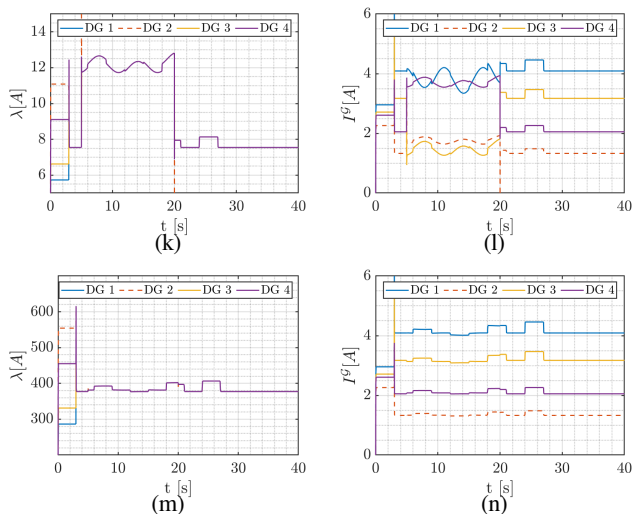 14
12
10
8
6
λ[A]
DG 1 DG 2 DG 3 DG 4
0 10 20 30 40
t [s]
(k)
6
4
2
0
I^𝒢[A]
DG 1 DG 2 DG 3 DG 4
0 10 20 30 40
t [s]
(l)
600
500
400
300
λ[A]
DG 1 DG 2 DG 3 DG 4
0 10 20 30 40
t [s]
(m)
6
4
2
0
I^𝒢[A]
DG 1 DG 2 DG 3 DG 4
0 10 20 30 40
t [s]
(n)